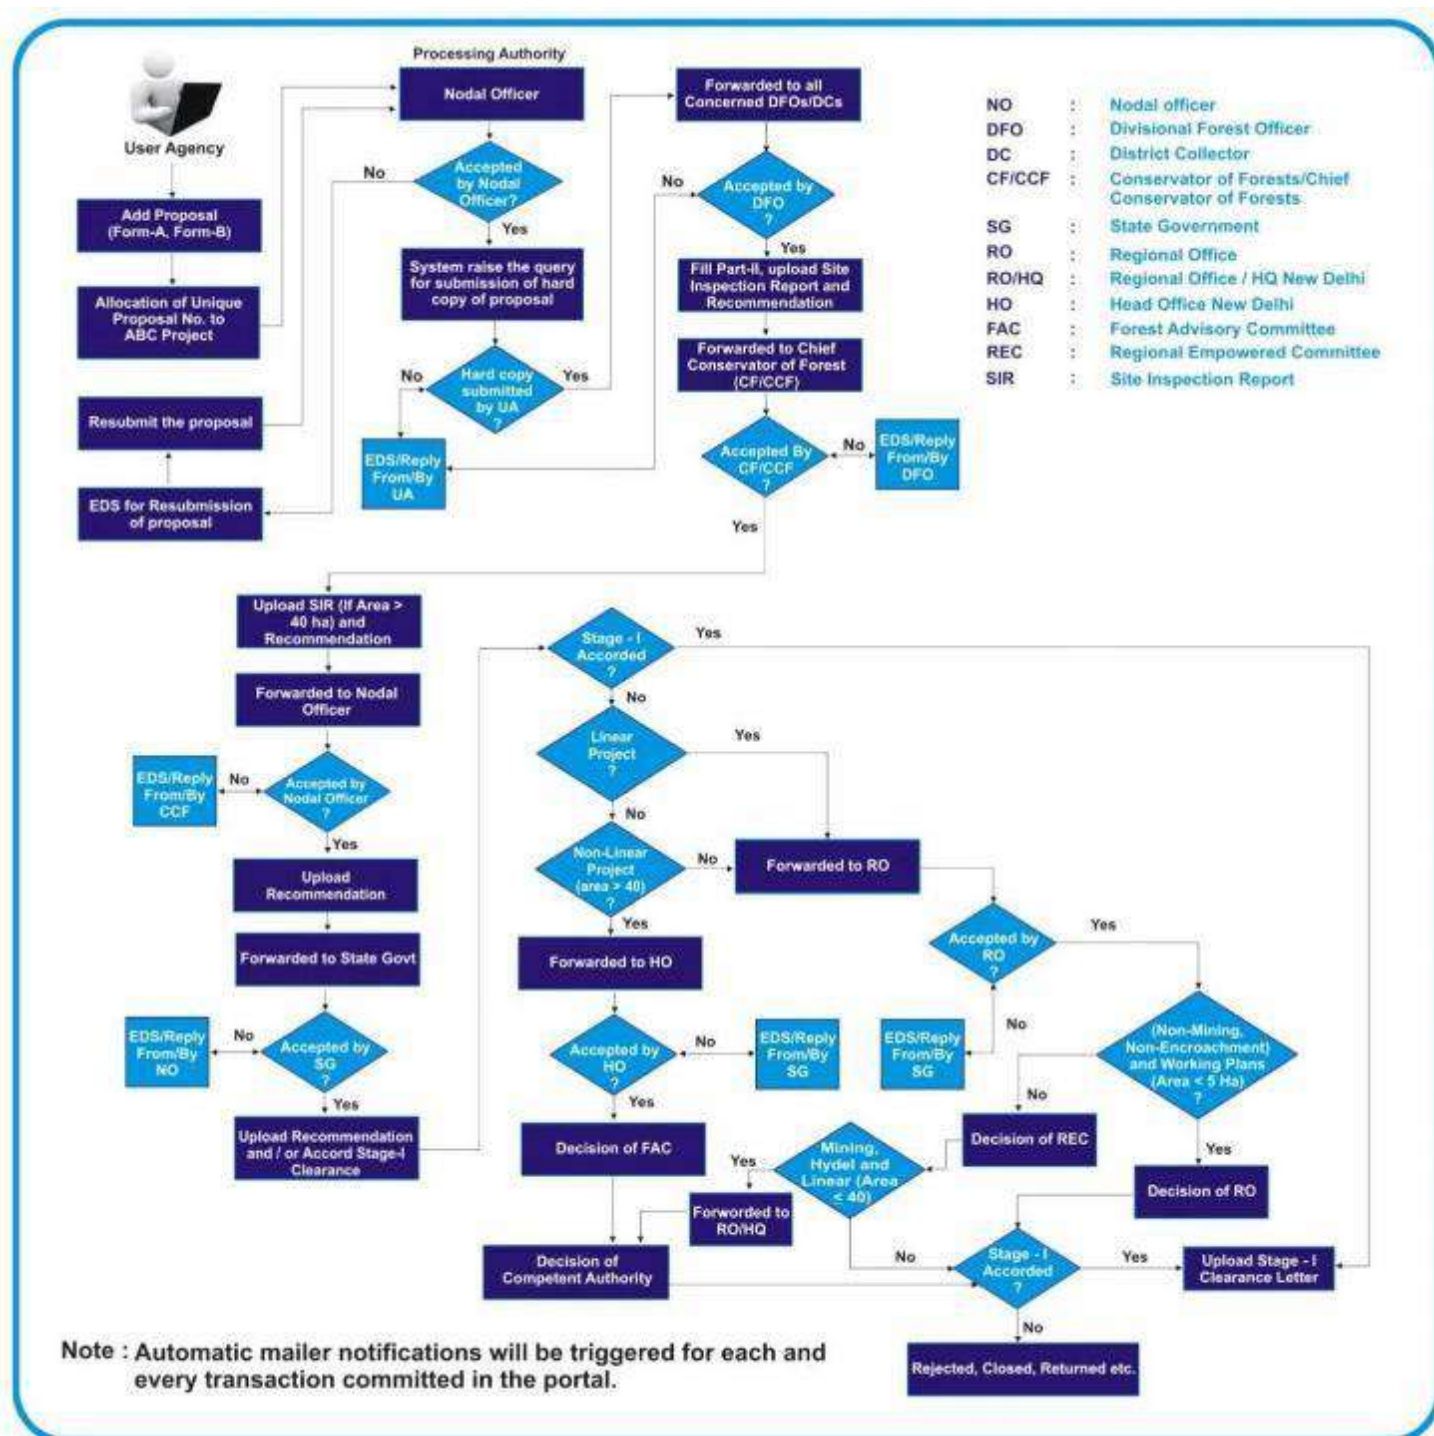 Processing Authority
Nodal Officer
User Agency
Add Proposal
(Form-A, Form-B)
Allocation of Unique
Proposal No. to
ABC Project
Resubmit the proposal
EDS for Resubmission
of proposal
No
Accepted
by Nodal
Officer?
Yes
System raise the query
for submission of hard
copy of proposal
No
Hard copy
submitted
by UA
?
Yes
EDS/Reply
From/By
UA
Forwarded to all
Concerned DFOs/DCs
No
Accepted by
DFO
?
Yes
Fill Part-II, upload Site
Inspection Report and
Recommendation
Forwarded to Chief
Conservator of Forest
(CF/CCF)
Accepted By
CF/CCF
?
No
EDS/Reply
From/By
DFO
Yes
NO : Nodal officer
DFO : Divisional Forest Officer
DC : District Collector
CF/CCF : Conservator of Forests/Chief
Conservator of Forests
SG : State Government
RO : Regional Office
RO/HQ : Regional Office / HQ New Delhi
HO : Head Office New Delhi
FAC : Forest Advisory Committee
REC : Regional Empowered Committee
SIR : Site Inspection Report
Upload SIR (If Area >
40 ha) and
Recommendation
Forwarded to Nodal
Officer
EDS/Reply
From/By
CCF
No
Accepted by
Nodal Officer
?
Yes
Upload
Recommendation
Forwarded to State Govt
EDS/Reply
From/By
NO
No
Accepted by
SG
?
Yes
Upload Recommendation
and / or Accord Stage-I
Clearance
Stage - I
Accorded
?
Yes
No
Linear
Project
?
Yes
No
Non-Linear
Project
(area > 40)
?
No
Forwarded to RO
Yes
Forwarded to HO
Accepted by
HO
?
No
EDS/Reply
From/By
SG
Yes
Decision of FAC
Accepted by
RO
?
Yes
No
EDS/Reply
From/By
SG
(Non-Mining,
Non-Encroachment)
and Working Plans
(Area < 5 Ha)
?
No
Decision of REC
Yes
Decision of RO
Mining,
Hydel and
Linear (Area
≤ 40)
Yes
Forworded to
RO/HQ
No
Decision of
Competent Authority
Stage - I
Accorded
?
Yes
Upload Stage - I
Clearance Letter
No
Rejected, Closed, Returned etc.
Note : Automatic mailer notifications will be triggered for each and
every transaction committed in the portal.